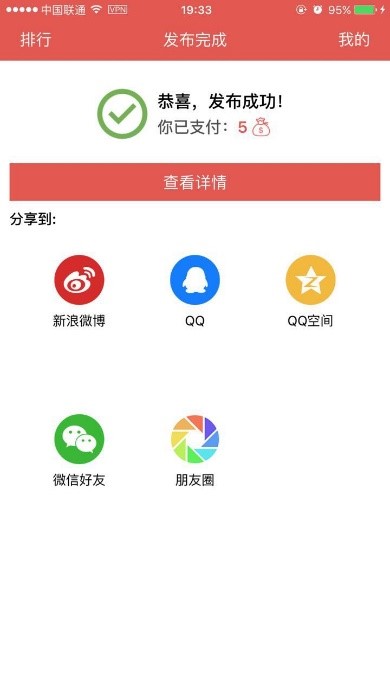 中国联通 VPN 19:33 95%
排行 发布完成 我的
恭喜，发布成功！
你已支付：5
查看详情
分享到:
新浪微博 QQ QQ空间
微信好友 朋友圈